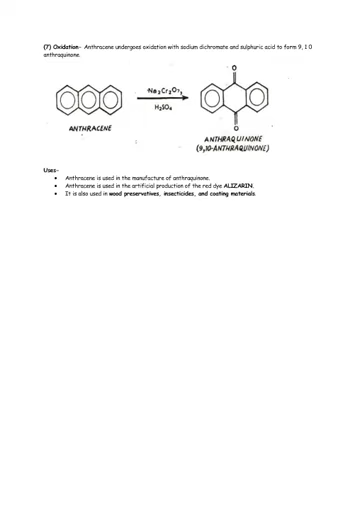 (7) Oxidation- Anthracene undergoes oxidation with sodium dichromate and sulphuric acid to form 9, 10
anthraquinone.
O
Na₂Cr₂O₇,
H₂SO₄
ANTHRACENE
O
ANTHRAQUINONE
(9,10-ANTHRAQUINONE)
Uses-
• Anthracene is used in the manufacture of anthraquinone.
• Anthracene is used in the artificial production of the red dye ALIZARIN.
• It is also used in wood preservatives, insecticides, and coating materials.